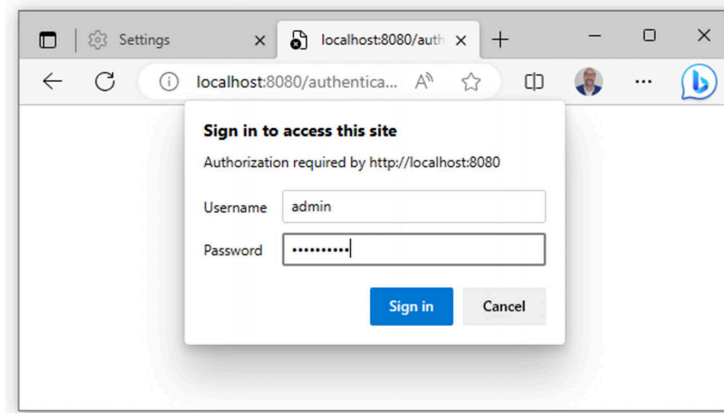 Settings
localhost:8080/auth
localhost:8080/authentica...
Sign in to access this site
Authorization required by http://localhost:8080
Username admin
Password ••••••••••
Sign in Cancel